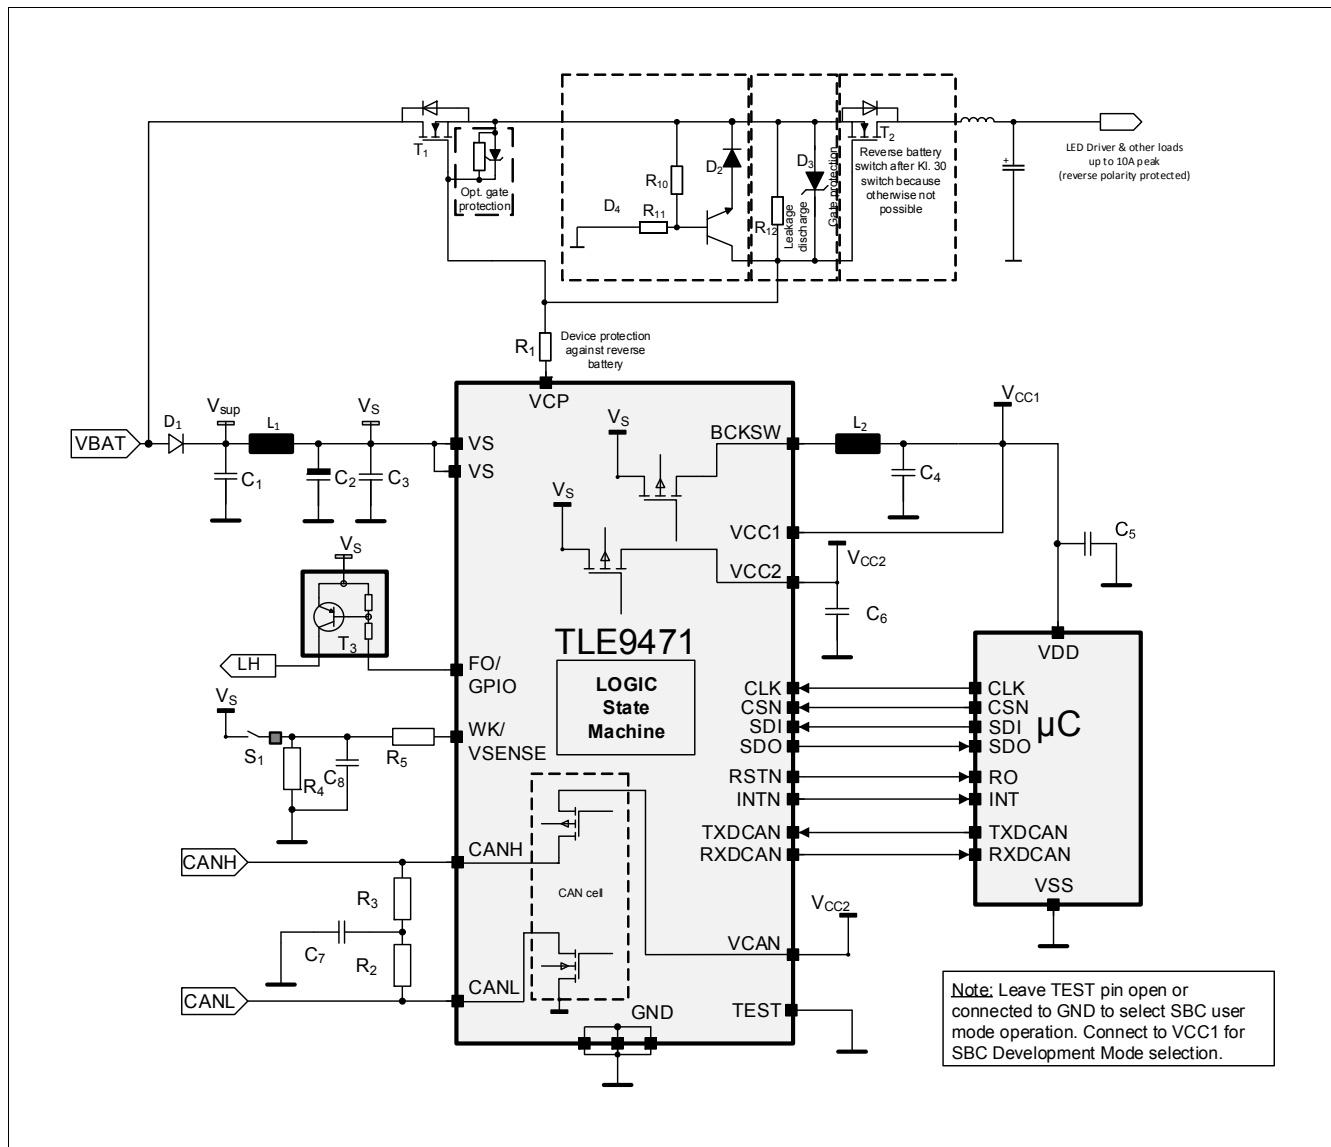 T1
Opt. gate
protection
R10
D2
D4
R11
R12
Leakage
discharge
D3
Gate protection
T2
Reverse battery
switch after Kl. 30
switch because
otherwise not
possible
+
LED Driver & other loads
up to 10A peak
(reverse polarity protected)
R1
Device protection
against reverse
battery
VCP
VBAT
D1
Vsup
L1
VS
C1
C2
C3
VS
VS
VS
VS
BCKSW
L2
VCC1
C4
VCC1
VCC2
VCC2
C5
C6
VS
T3
LH
FO/
GPIO
TLE9471
LOGIC
State
Machine
VDD
µC
CLK
CSN
SDI
SDO
RSTN
INTN
TXDCAN
RXDCAN
CLK
CSN
SDI
SDO
RO
INT
TXDCAN
RXDCAN
VSS
VS
S1
R4
C8
R5
WK/
VSENSE
CANH
CANH
R3
C7
R2
CAN cell
CANL
CANL
VCC2
VCAN
TEST
GND
Note: Leave TEST pin open or
connected to GND to select SBC user
mode operation. Connect to VCC1 for
SBC Development Mode selection.